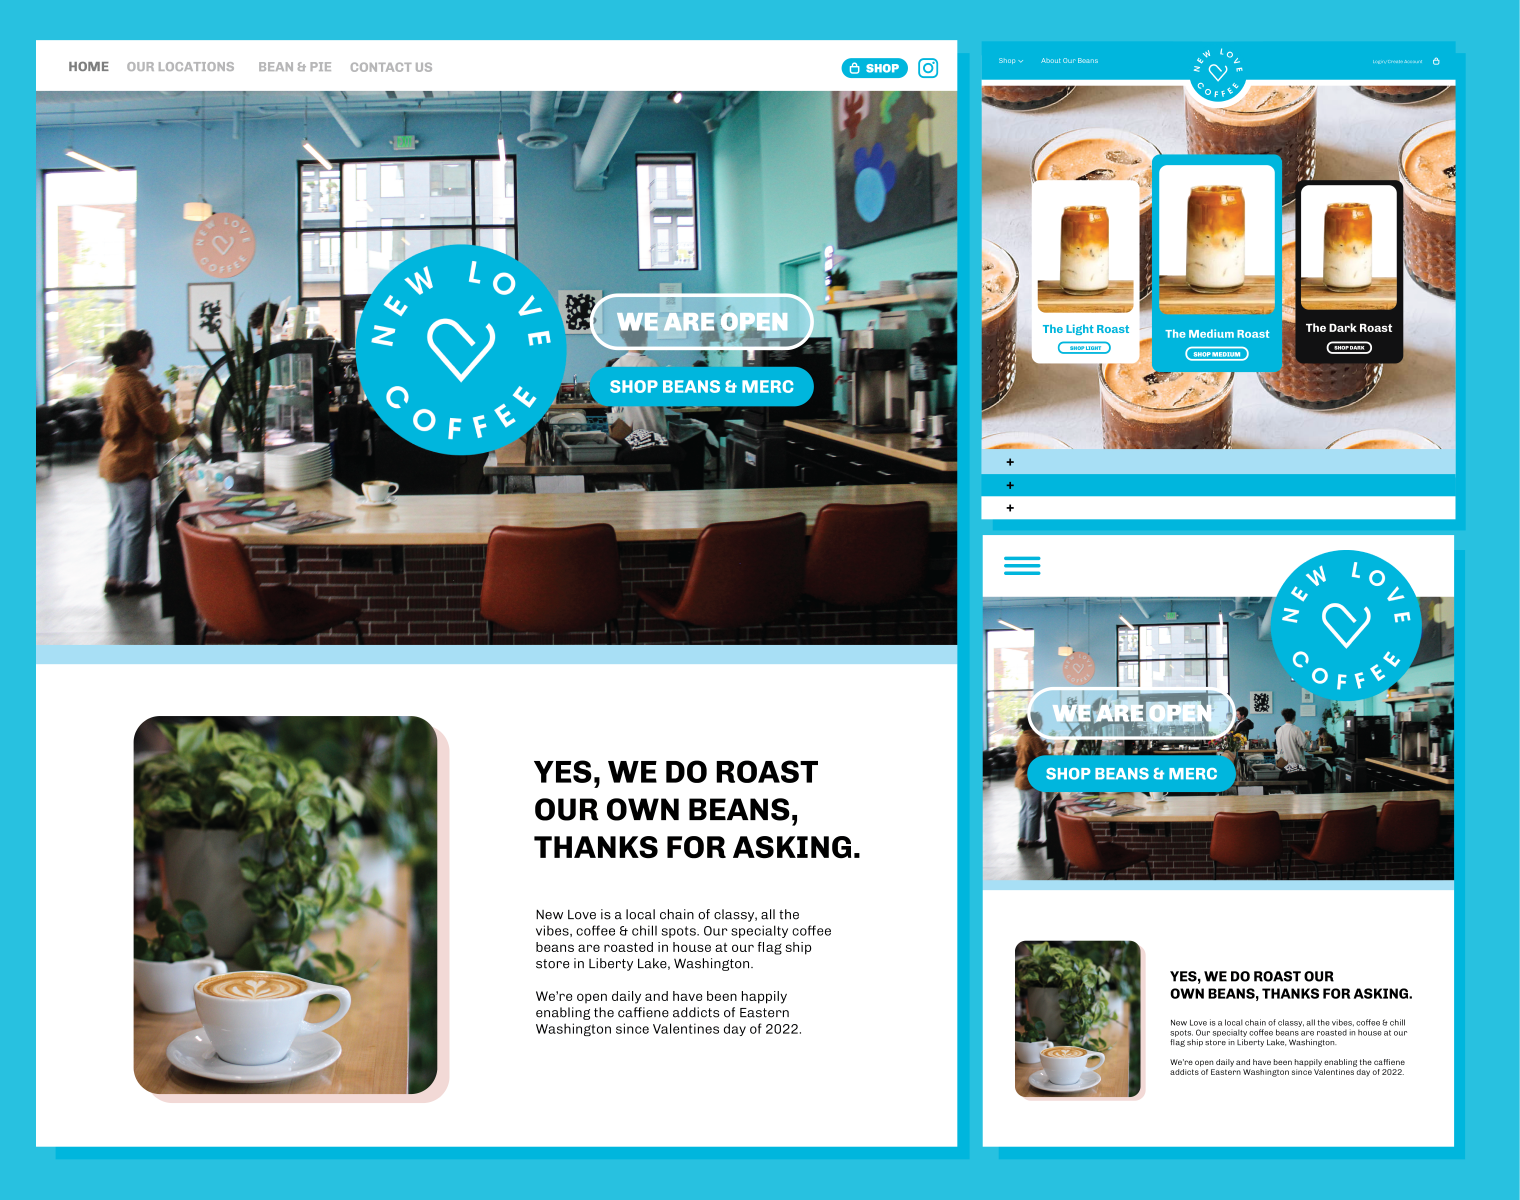 HOME OUR LOCATIONS BEAN & PIE CONTACT US SHOP
NEW LOVE
COFFEE
NEW LOVE
COFFEE
WE ARE OPEN
SHOP BEANS & MERC
YES, WE DO ROAST
OUR OWN BEANS,
THANKS FOR ASKING.
New Love is a local chain of classy, all the
vibes, coffee & chill spots. Our specialty coffee
beans are roasted in house at our flag ship
store in Liberty Lake, Washington.
We're open daily and have been happily
enabling the caffiene addicts of Eastern
Washington since Valentines day of 2022.
Shop About Our Beans Login/Create Account
NEW LOVE
COFFEE
The Light Roast
SHOP LIGHT
The Medium Roast
SHOP MEDIUM
The Dark Roast
SHOP DARK
+
+
+
NEW LOVE
COFFEE
WE ARE OPEN
SHOP BEANS & MERC
YES, WE DO ROAST OUR
OWN BEANS, THANKS FOR ASKING.
New Love is a local chain of classy, all the vibes, coffee & chill
spots. Our specialty coffee beans are roasted in house at our
flag ship store in Liberty Lake, Washington.
We're open daily and have been happily enabling the caffiene
addicts of Eastern Washington since Valentines day of 2022.